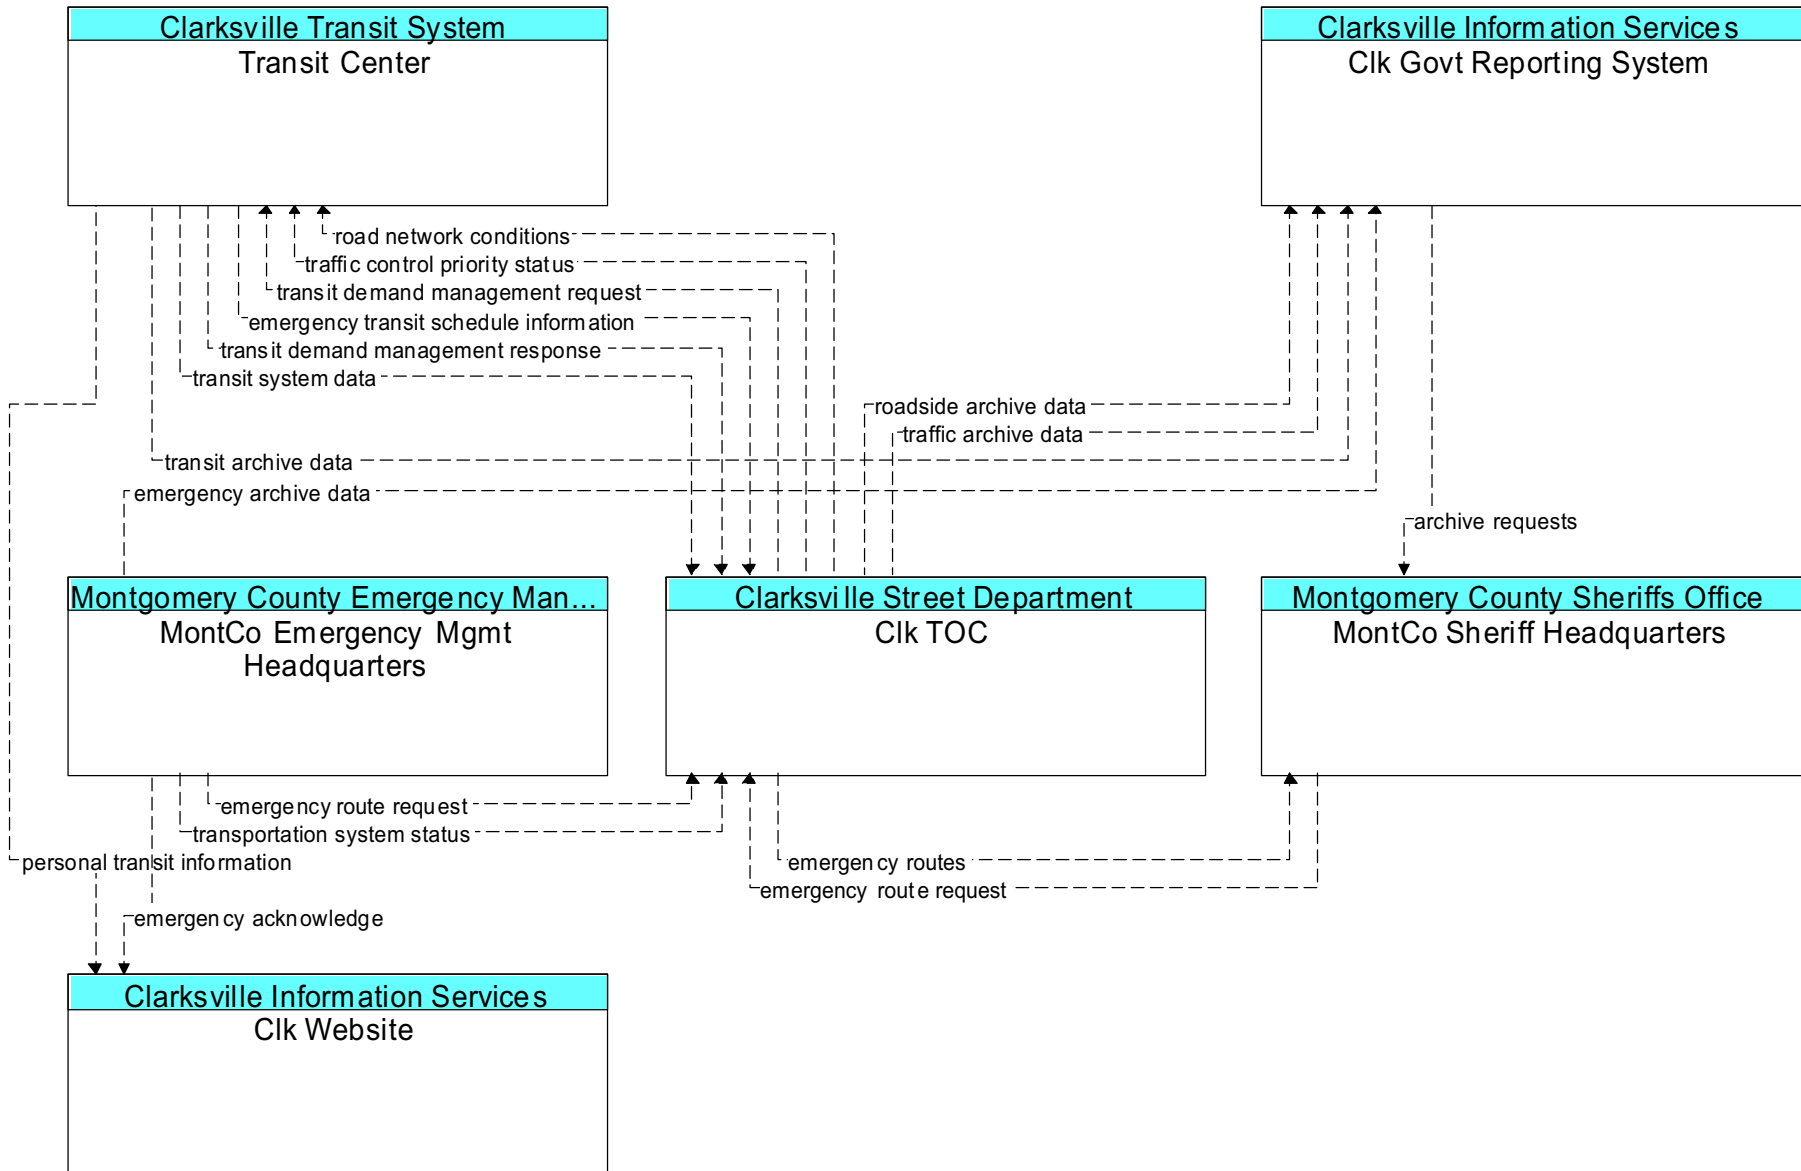 Clarksville Transit System
Transit Center
Clarksville Information Services
Clk Govt Reporting System
road network conditions
traffic control priority status
transit demand management request
emergency transit schedule information
transit demand management response
transit system data
roadside archive data
traffic archive data
transit archive data
emergency archive data
archive requests
Montgomery County Emergency Man...
MontCo Emergency Mgmt
Headquarters
Clarksville Street Department
Clk TOC
Montgomery County Sheriffs Office
MontCo Sheriff Headquarters
emergency route request
transportation system status
personal transit information
emergency routes
emergency route request
emergency acknowledge
Clarksville Information Services
Clk Website